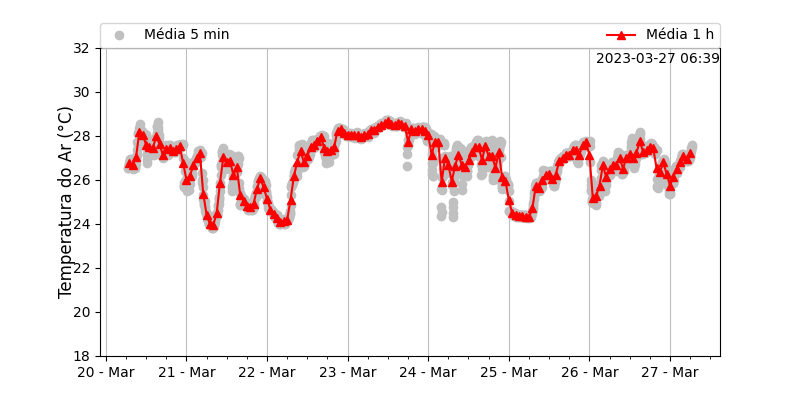 Média 5 min
Média 1 h
2023-03-27 06:39
Temperatura do Ar (°C)
32
30
28
26
24
22
20
18
20 - Mar
21 - Mar
22 - Mar
23 - Mar
24 - Mar
25 - Mar
26 - Mar
27 - Mar